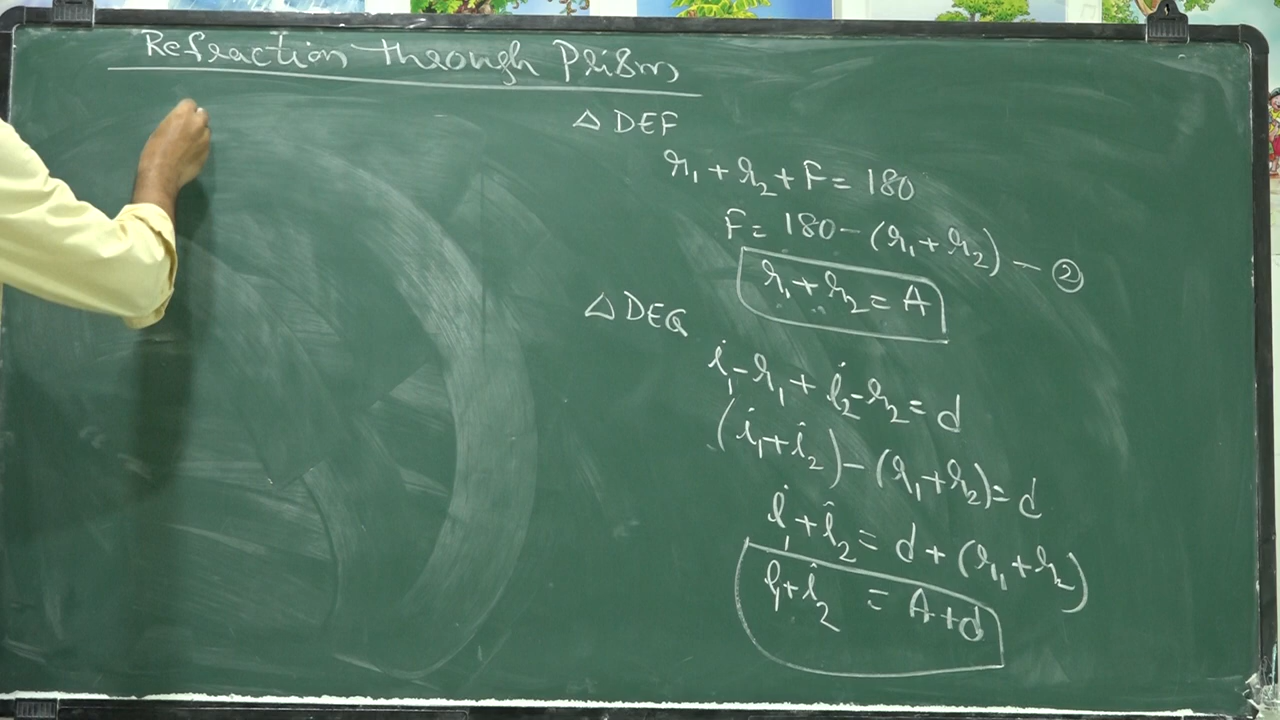 Refraction through Prism
△ DEF
r₁ + r₂ + F = 180
F = 180 - (r₁ + r₂) - ②
r₁ + r₂ = A
△ DEG
i₁ - r₁ + i₂ - r₂ = d
(i₁ + i₂) - (r₁ + r₂) = d
i₁ + i₂ = d + (r₁ + r₂)
i₁ + i₂ = A + d